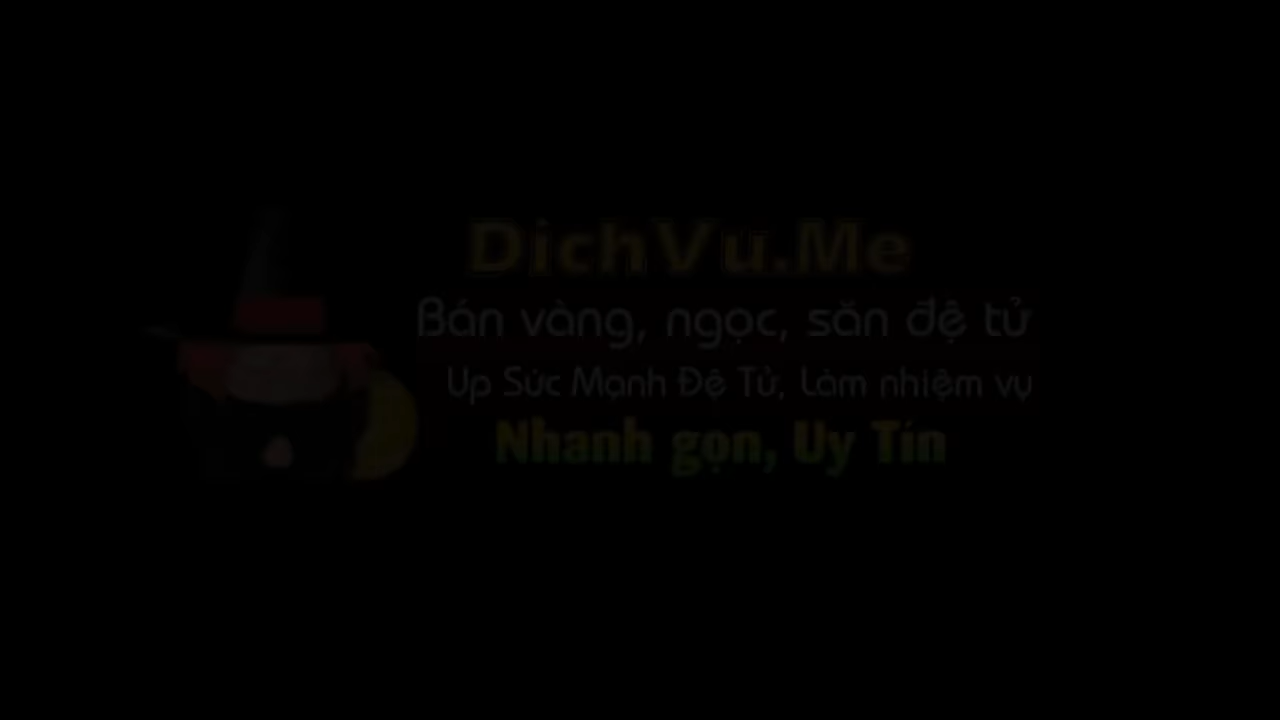 DichVu.Me
Bán vàng, ngọc, săn đệ tử
Up Sức Mạnh Đệ Tử, Làm nhiệm vụ
Nhanh gọn, Uy Tín